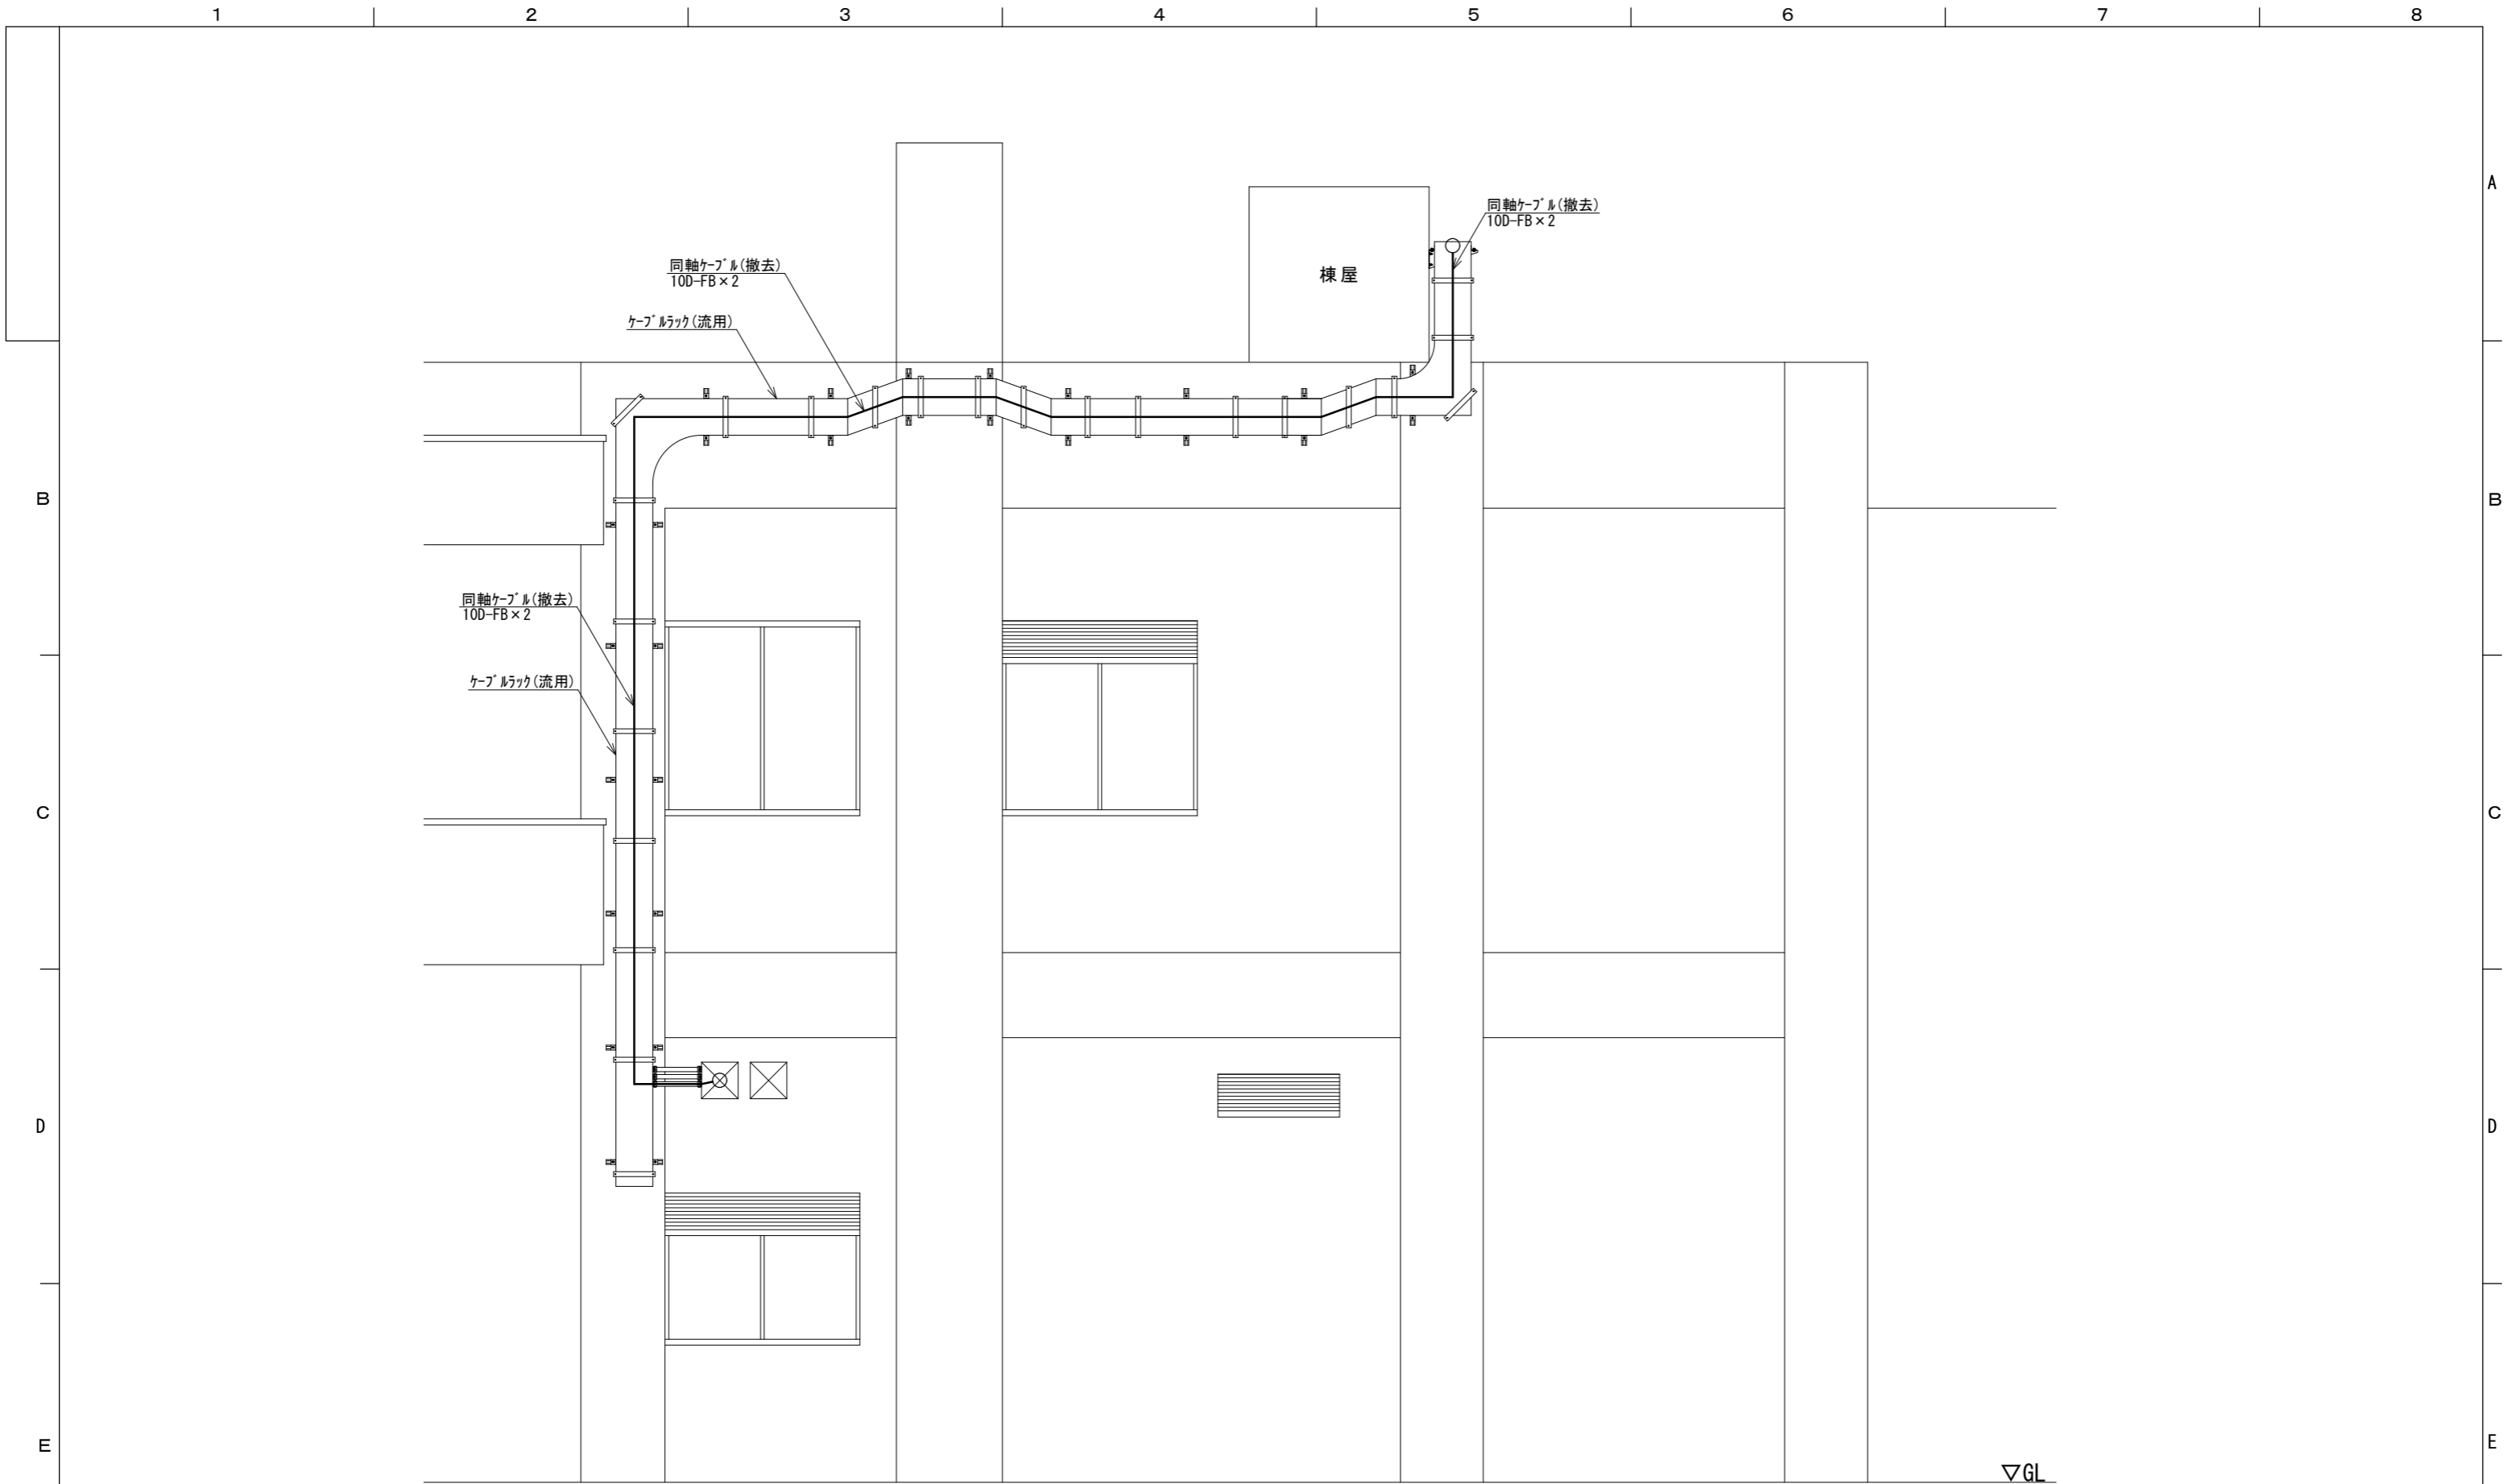 1 2 3 4 5 6 7 8
A
同軸ケーブル(撤去)
10D-FB×2
同軸ケーブル(撤去)
10D-FB×2
棟屋
ケーブルラック(流用)
B B
同軸ケーブル(撤去)
10D-FB×2
ケーブルラック(流用)
C C
D D
E E
▽GL